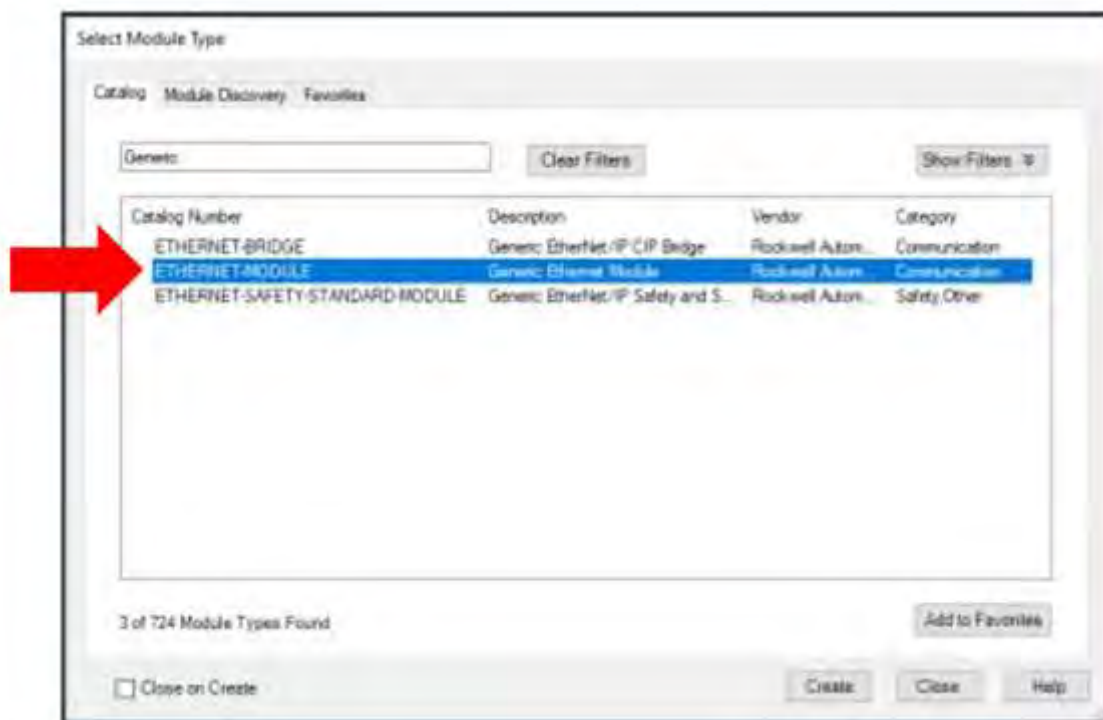 Select Module Type
Catalog Module Discovery Favorites
Generic Clear Filters Show Filters
Catalog Number Description Vendor Category
ETHERNET-BRIDGE Generic EtherNet/IP CIP Bridge Rockwell Autom... Communication
ETHERNET-MODULE Generic Ethernet Module Rockwell Autom... Communication
ETHERNET-SAFETY-STANDARD-MODULE Generic EtherNet/IP Safety and S... Rockwell Autom... Safety,Other
3 of 724 Module Types Found Add to Favorites
Close on Create Create Close Help